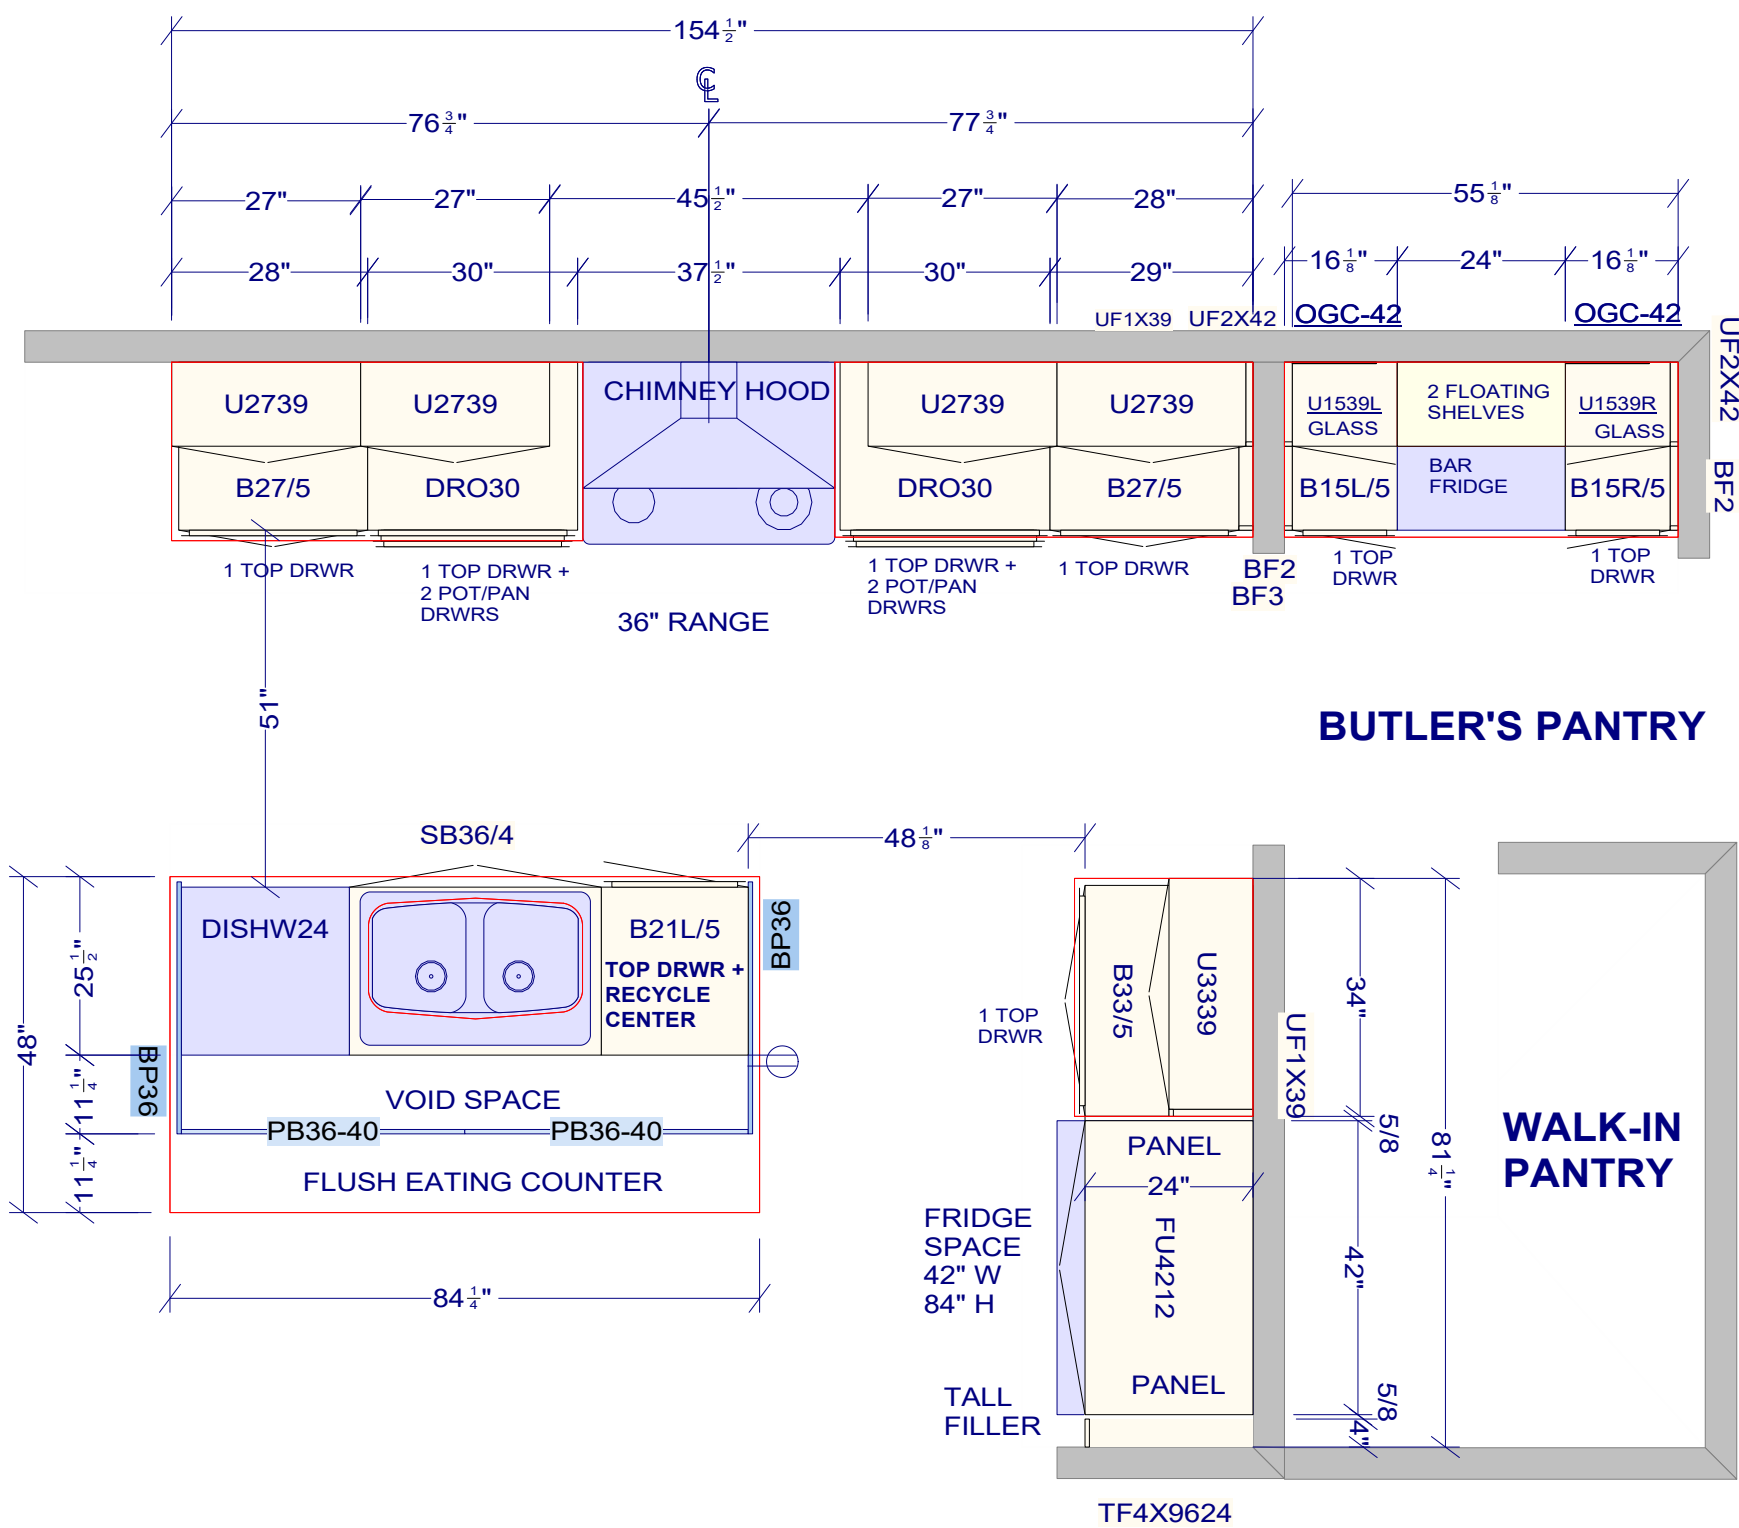 154 1/2"
CL
76 3/4" 77 3/4"
27" 27" 45 1/2" 27" 28" 55 1/8"
28" 30" 37 1/2" 30" 29" 16 1/8" 24" 16 1/8"
UF1X39 UF2X42 OGC-42 OGC-42
UF2X42
BF2
U2739 U2739 CHIMNEY HOOD U2739 U2739
U1539L
GLASS
2 FLOATING
SHELVES
U1539R
GLASS
B27/5 DRO30 DRO30 B27/5
B15L/5
BAR
FRIDGE
B15R/5
1 TOP DRWR
1 TOP DRWR +
2 POT/PAN
DRWRS
36" RANGE
1 TOP DRWR +
2 POT/PAN
DRWRS
1 TOP DRWR
BF2
BF3
1 TOP
DRWR
1 TOP
DRWR
51"
BUTLER'S PANTRY
SB36/4
48 1/8"
DISHW24
B21L/5
TOP DRWR +
RECYCLE
CENTER
BP36
25 1/2"
48"
11 1/4"
11 1/4"
BP36
VOID SPACE
PB36-40 PB36-40
FLUSH EATING COUNTER
84 1/4"
1 TOP
DRWR
B33/5
U3339
UF1X39
34"
5/8
81 1/4"
WALK-IN
PANTRY
PANEL
24"
FU4212
42"
FRIDGE
SPACE
42" W
84" H
PANEL
5/8
4"
TALL
FILLER
TF4X9624